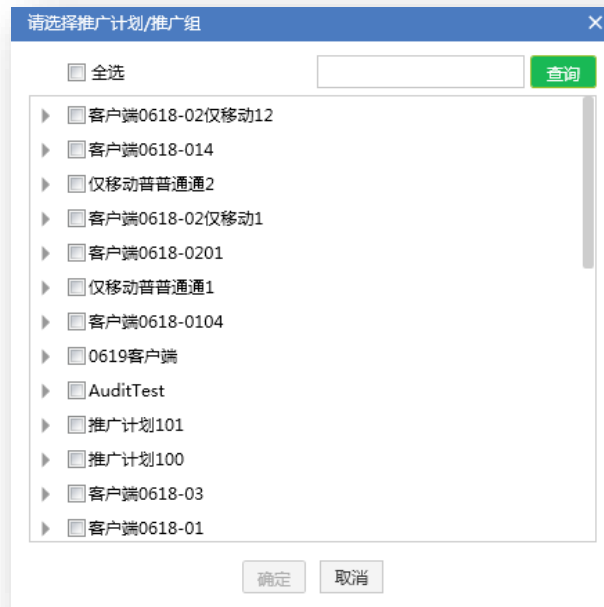 请选择推广计划/推广组
全选 查询
客户端0618-02仅移动12
客户端0618-014
仅移动普普通通2
客户端0618-02仅移动1
客户端0618-0201
仅移动普普通通1
客户端0618-0104
0619客户端
AuditTest
推广计划101
推广计划100
客户端0618-03
客户端0618-01
确定 取消